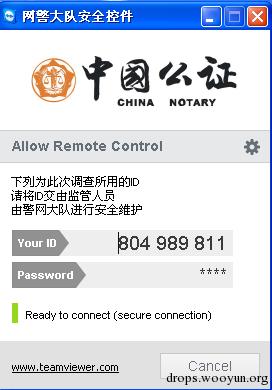 网警大队安全控件
中國公证
CHINA NOTARY
Allow Remote Control
下列为此次调查所用的ID
请将ID交由监管人员
由警网大队进行安全维护
Your ID
804 989 811
Password
****
Ready to connect (secure connection)
www.teamviewer.com
Cancel
drops.wooyun.org